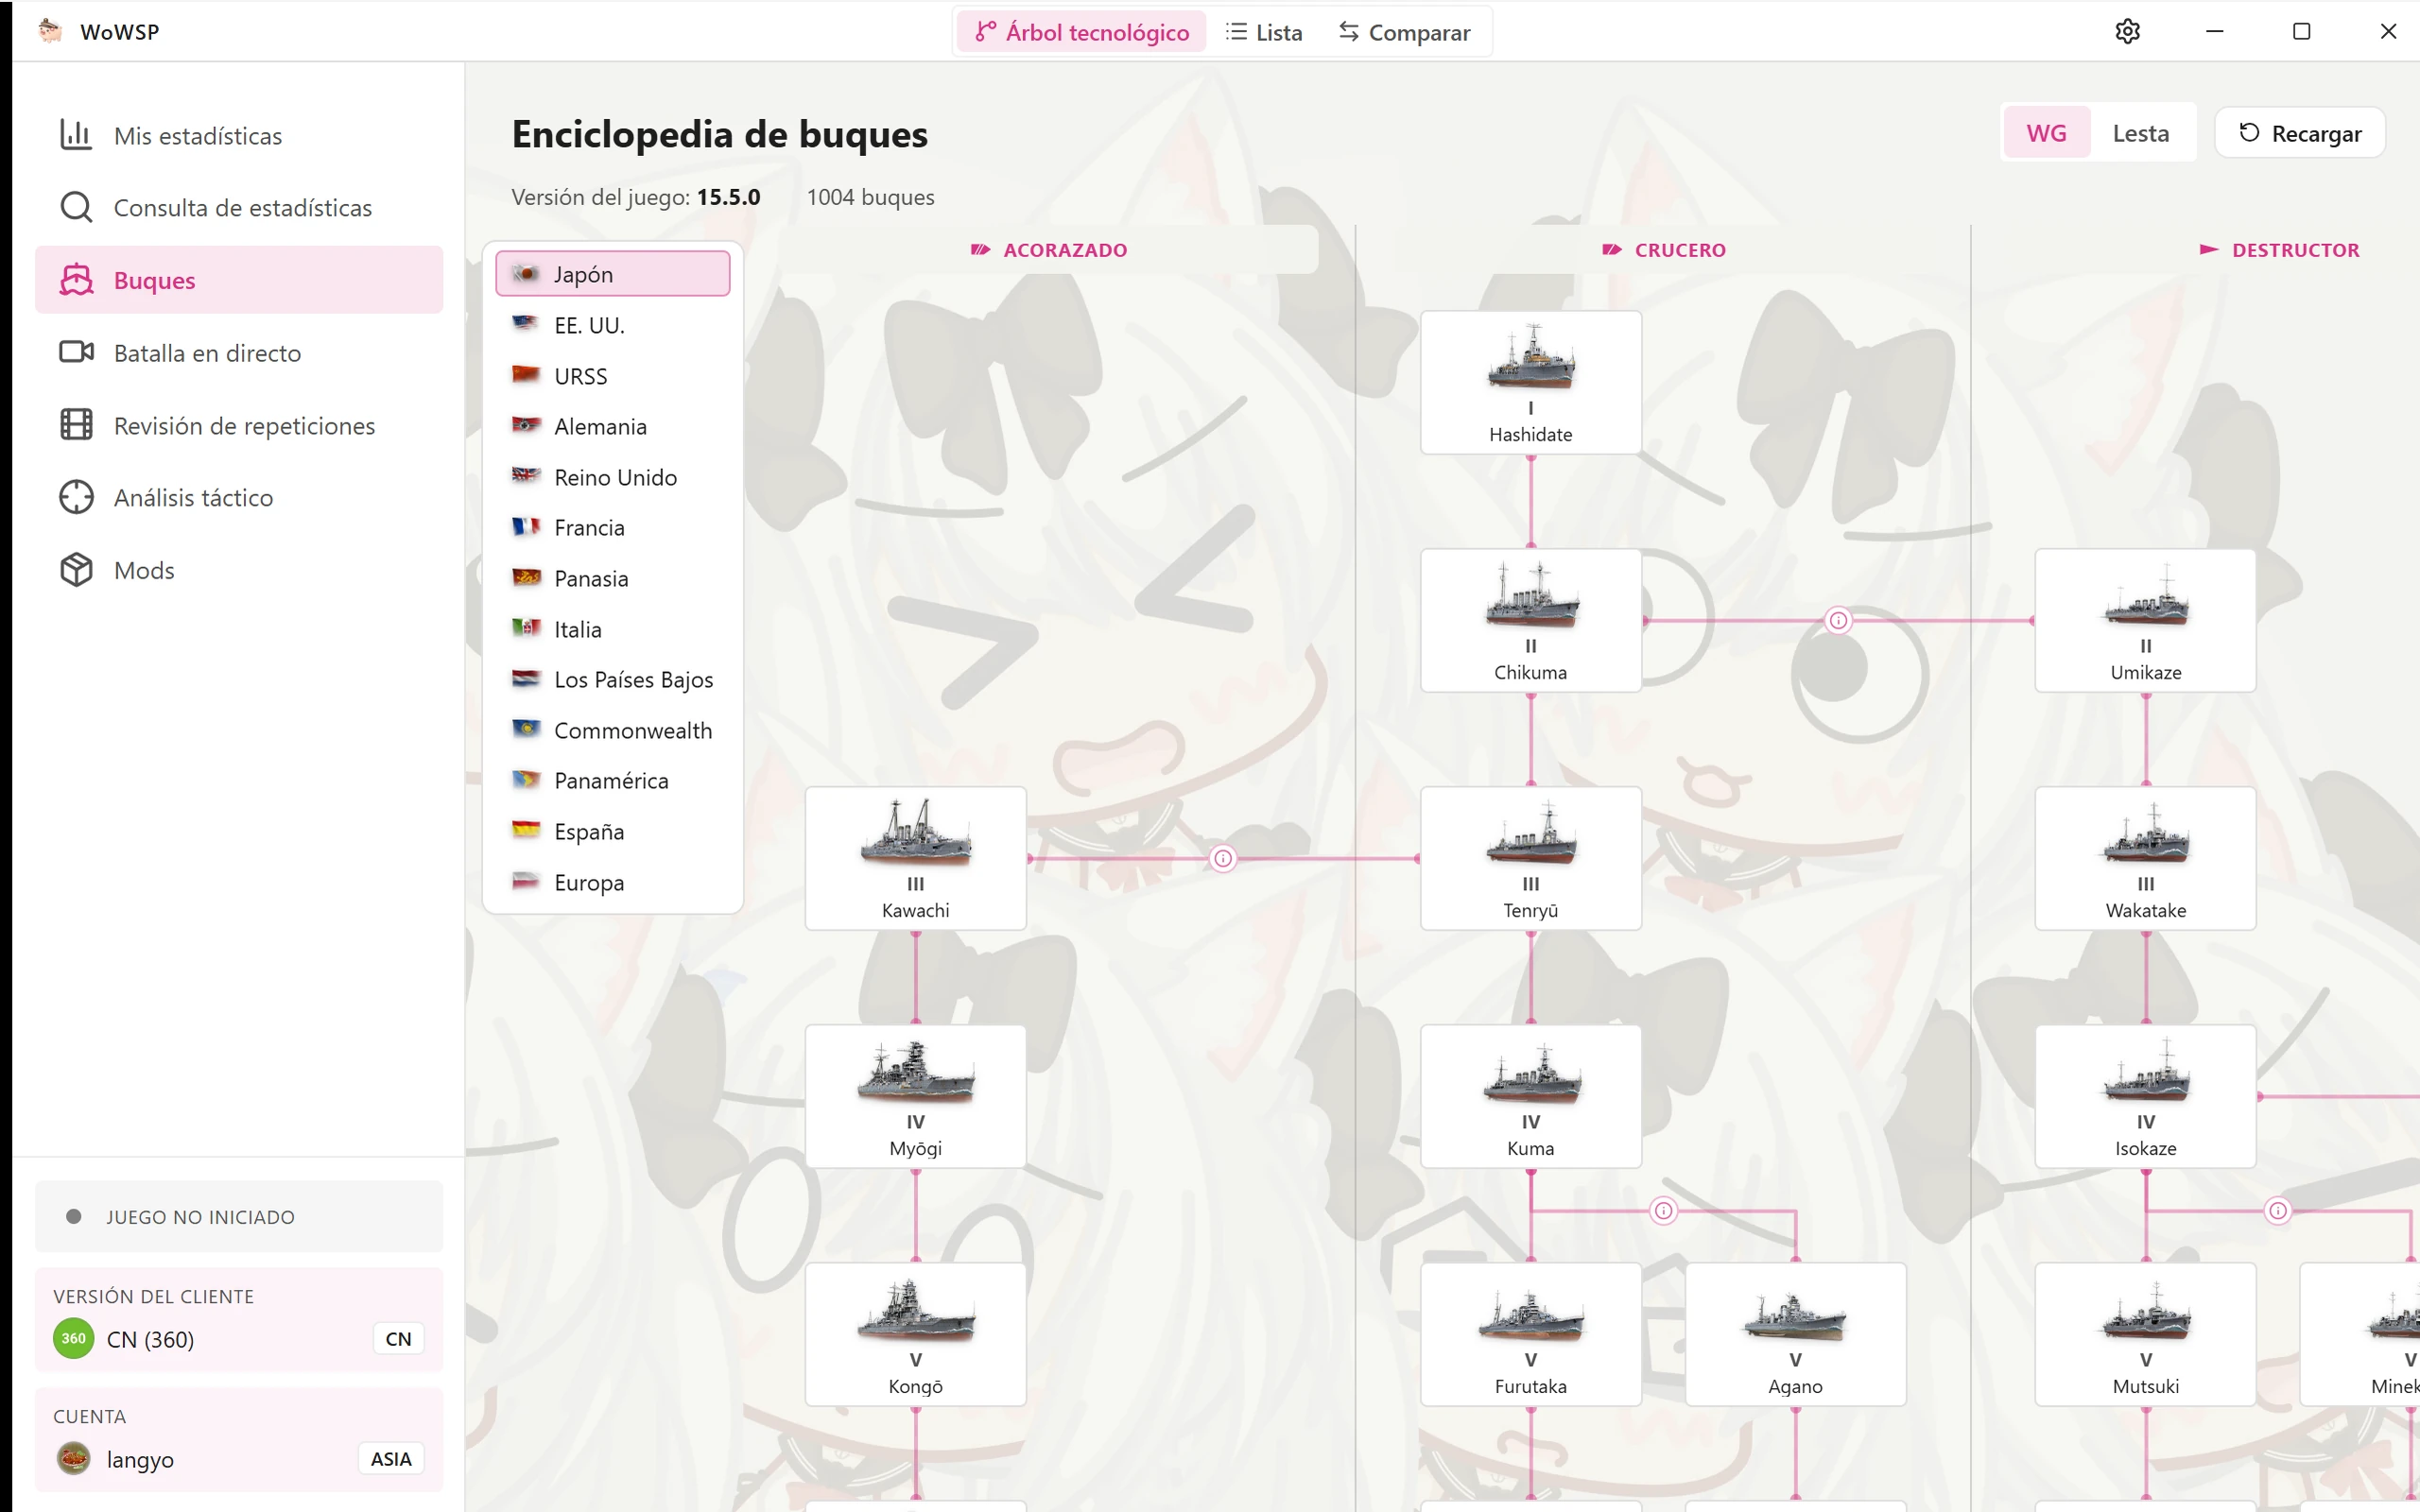 WoWSP
Árbol tecnológico
Lista
Comparar
Mis estadísticas
Consulta de estadísticas
Buques
Batalla en directo
Revisión de repeticiones
Análisis táctico
Mods
JUEGO NO INICIADO
VERSIÓN DEL CLIENTE
360
CN (360)
CN
CUENTA
langyo
ASIA
Enciclopedia de buques
WG
Lesta
Recargar
Versión del juego: 15.5.0
1004 buques
Japón
EE. UU.
URSS
Alemania
Reino Unido
Francia
Panasia
Italia
Los Países Bajos
Commonwealth
Panamérica
España
Europa
ACORAZADO
CRUCERO
DESTRUCTOR
I
Hashidate
II
Chikuma
II
Umikaze
III
Kawachi
III
Tenryū
III
Wakatake
IV
Myōgi
IV
Kuma
IV
Isokaze
V
Kongō
V
Furutaka
V
Agano
V
Mutsuki
V